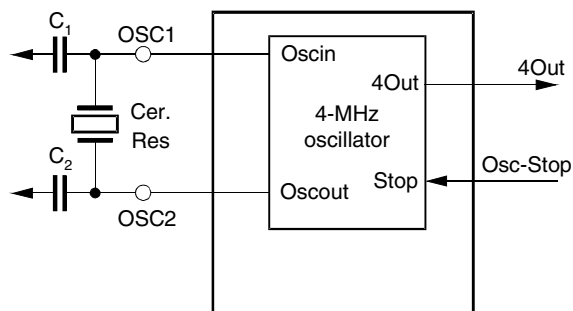 C1
OSC1
Oscin
4Out
4Out
Cer.
Res
4-MHz
oscillator
C2
Osc-Stop
Stop
Oscout
OSC2